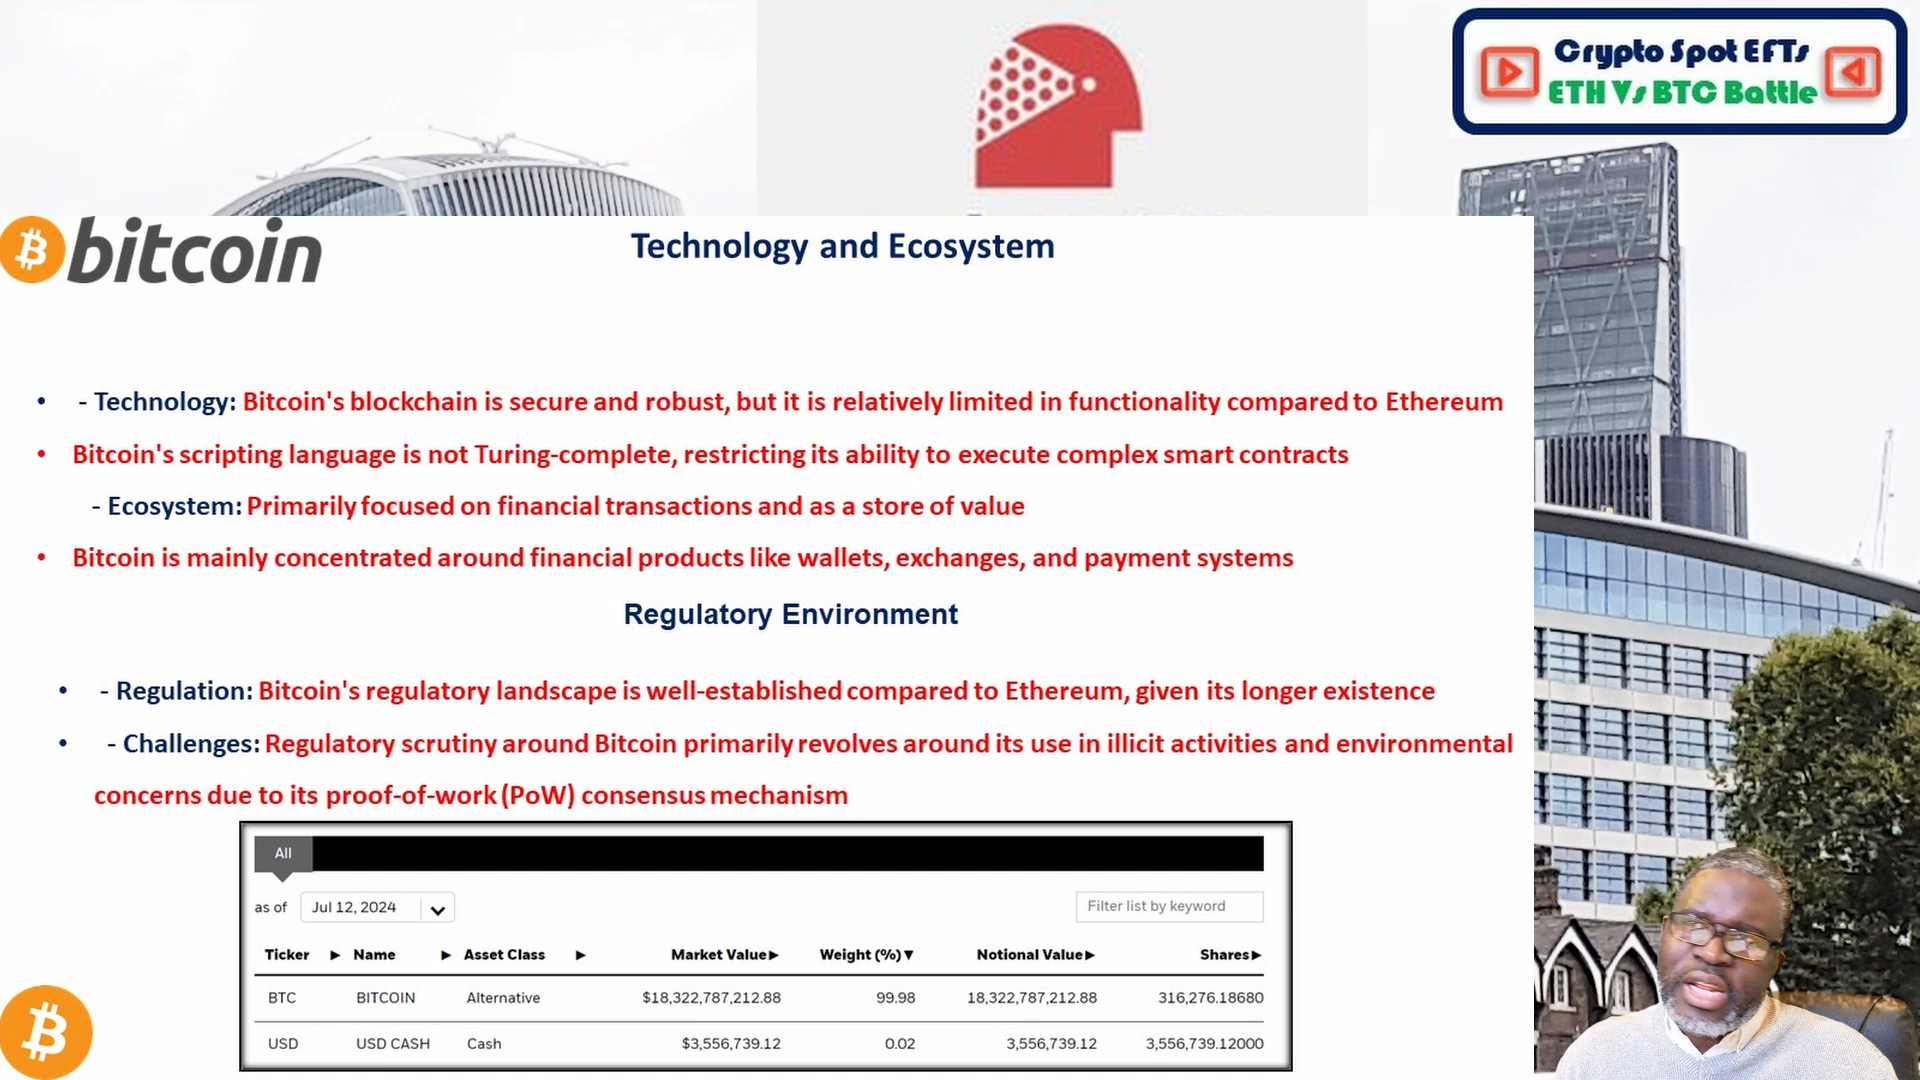 Crypto Spot EFTs
ETH Vs BTC Battle
bitcoin
Technology and Ecosystem
• - Technology: Bitcoin's blockchain is secure and robust, but it is relatively limited in functionality compared to Ethereum
• Bitcoin's scripting language is not Turing-complete, restricting its ability to execute complex smart contracts
- Ecosystem: Primarily focused on financial transactions and as a store of value
• Bitcoin is mainly concentrated around financial products like wallets, exchanges, and payment systems
Regulatory Environment
• - Regulation: Bitcoin's regulatory landscape is well-established compared to Ethereum, given its longer existence
• - Challenges: Regulatory scrutiny around Bitcoin primarily revolves around its use in illicit activities and environmental
concerns due to its proof-of-work (PoW) consensus mechanism
All
as of Jul 12, 2024 Filter list by keyword
Ticker Name Asset Class Market Value Weight (%) Notional Value Shares
BTC BITCOIN Alternative $18,322,787,212.88 99.98 18,322,787,212.88 316,276.18680
USD USD CASH Cash $3,556,739.12 0.02 3,556,739.12 3,556,739.12000